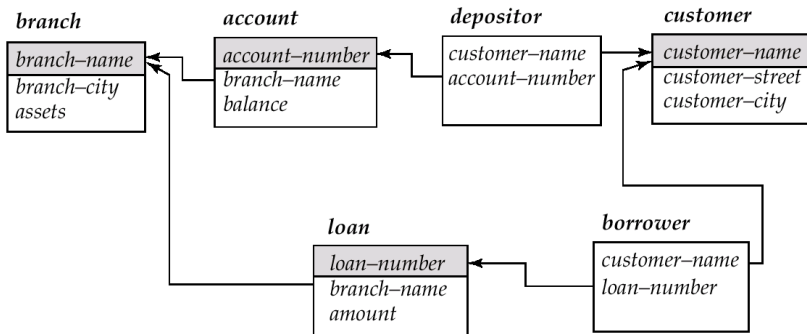 branch
branch–name
branch–city
assets
account
account–number
branch–name
balance
depositor
customer–name
account–number
customer
customer–name
customer–street
customer–city
loan
loan–number
branch–name
amount
borrower
customer–name
loan–number